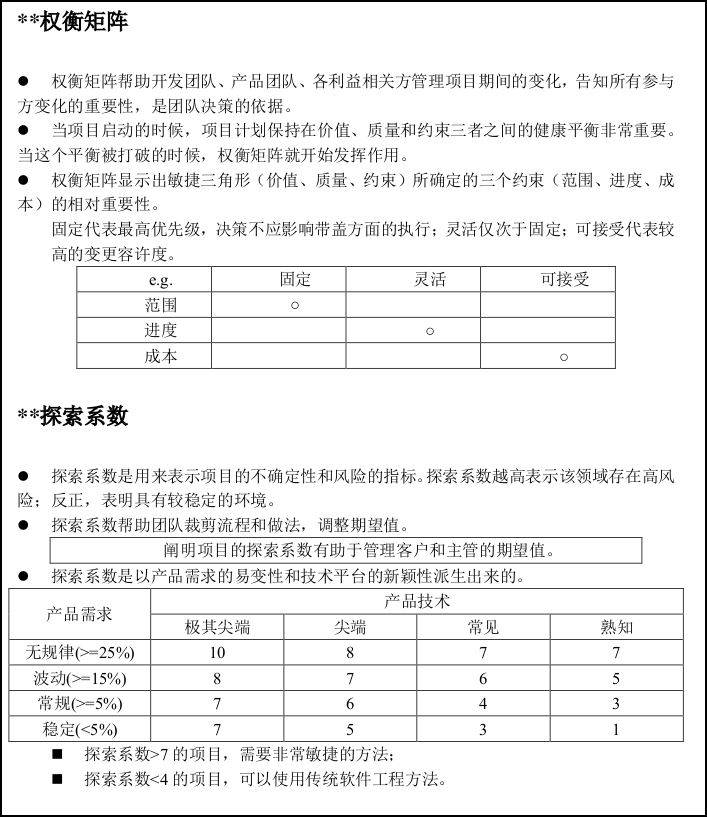 **权衡矩阵
● 权衡矩阵帮助开发团队、产品团队、各利益相关方管理项目期间的变化，告知所有参与
方变化的重要性，是团队决策的依据。
● 当项目启动的时候，项目计划保持在价值、质量和约束三者之间的健康平衡非常重要。
当这个平衡被打破的时候，权衡矩阵就开始发挥作用。
● 权衡矩阵显示出敏捷三角形（价值、质量、约束）所确定的三个约束（范围、进度、成
本）的相对重要性。
固定代表最高优先级，决策不应影响带盖方面的执行；灵活仅次于固定；可接受代表较
高的变更容许度。
e.g. 固定 灵活 可接受
范围 ○
进度 ○
成本 ○
**探索系数
● 探索系数是用来表示项目的不确定性和风险的指标。探索系数越高表示该领域存在高风
险；反正，表明具有较稳定的环境。
● 探索系数帮助团队裁剪流程和做法，调整期望值。
阐明项目的探索系数有助于管理客户和主管的期望值。
● 探索系数是以产品需求的易变性和技术平台的新颖性派生出来的。
产品需求 产品技术
极其尖端 尖端 常见 熟知
无规律(>=25%) 10 8 7 7
波动(>=15%) 8 7 6 5
常规(>=5%) 7 6 4 3
稳定(<5%) 7 5 3 1
■ 探索系数>7 的项目，需要非常敏捷的方法；
■ 探索系数<4 的项目，可以使用传统软件工程方法。